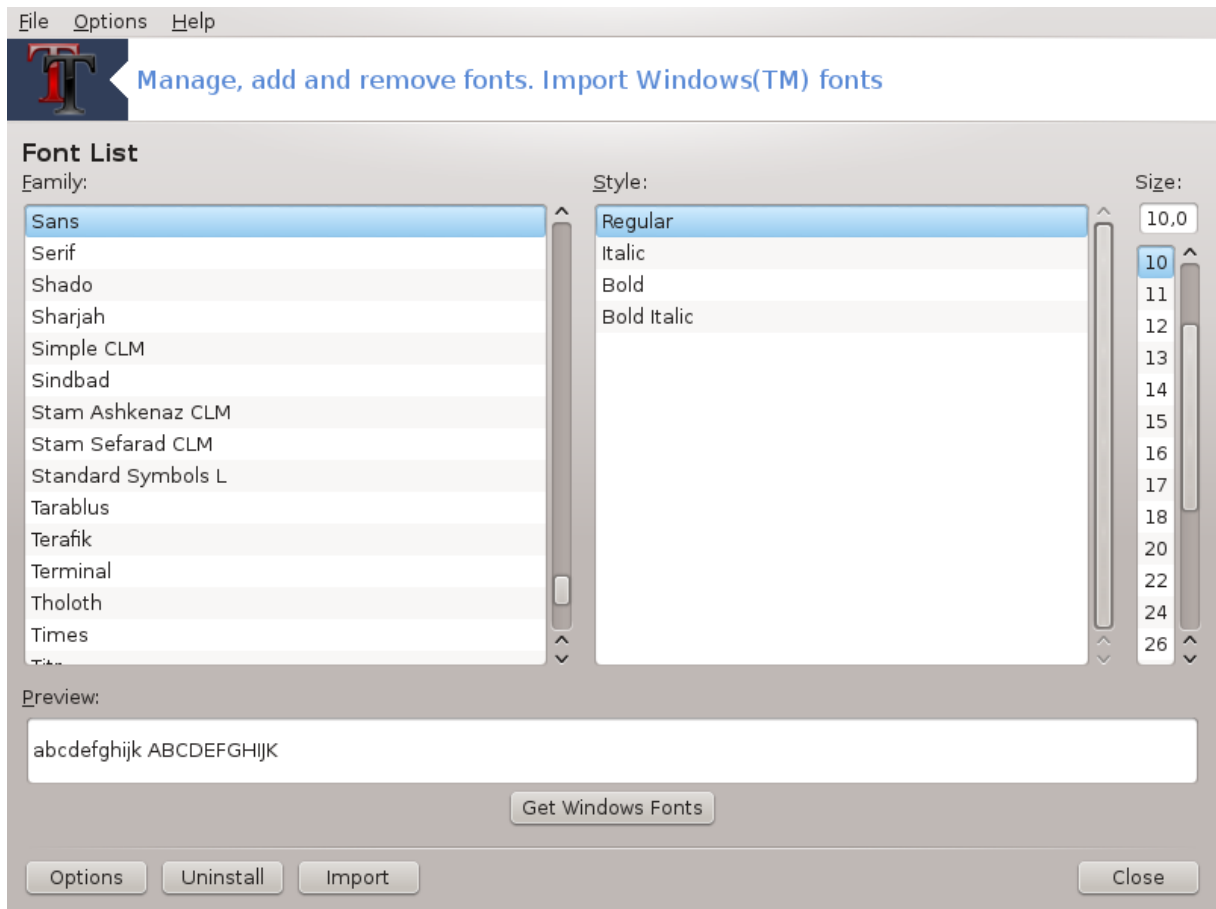 File Options Help
Manage, add and remove fonts. Import Windows(TM) fonts
Font List
Family:
Sans
Serif
Shado
Sharjah
Simple CLM
Sindbad
Stam Ashkenaz CLM
Stam Sefarad CLM
Standard Symbols L
Tarablus
Terafik
Terminal
Tholoth
Times
Style:
Regular
Italic
Bold
Bold Italic
Size:
10,0
10
11
12
13
14
15
16
17
18
20
22
24
26
Preview:
abcdefghijk ABCDEFGHIJK
Get Windows Fonts
Options Uninstall Import Close